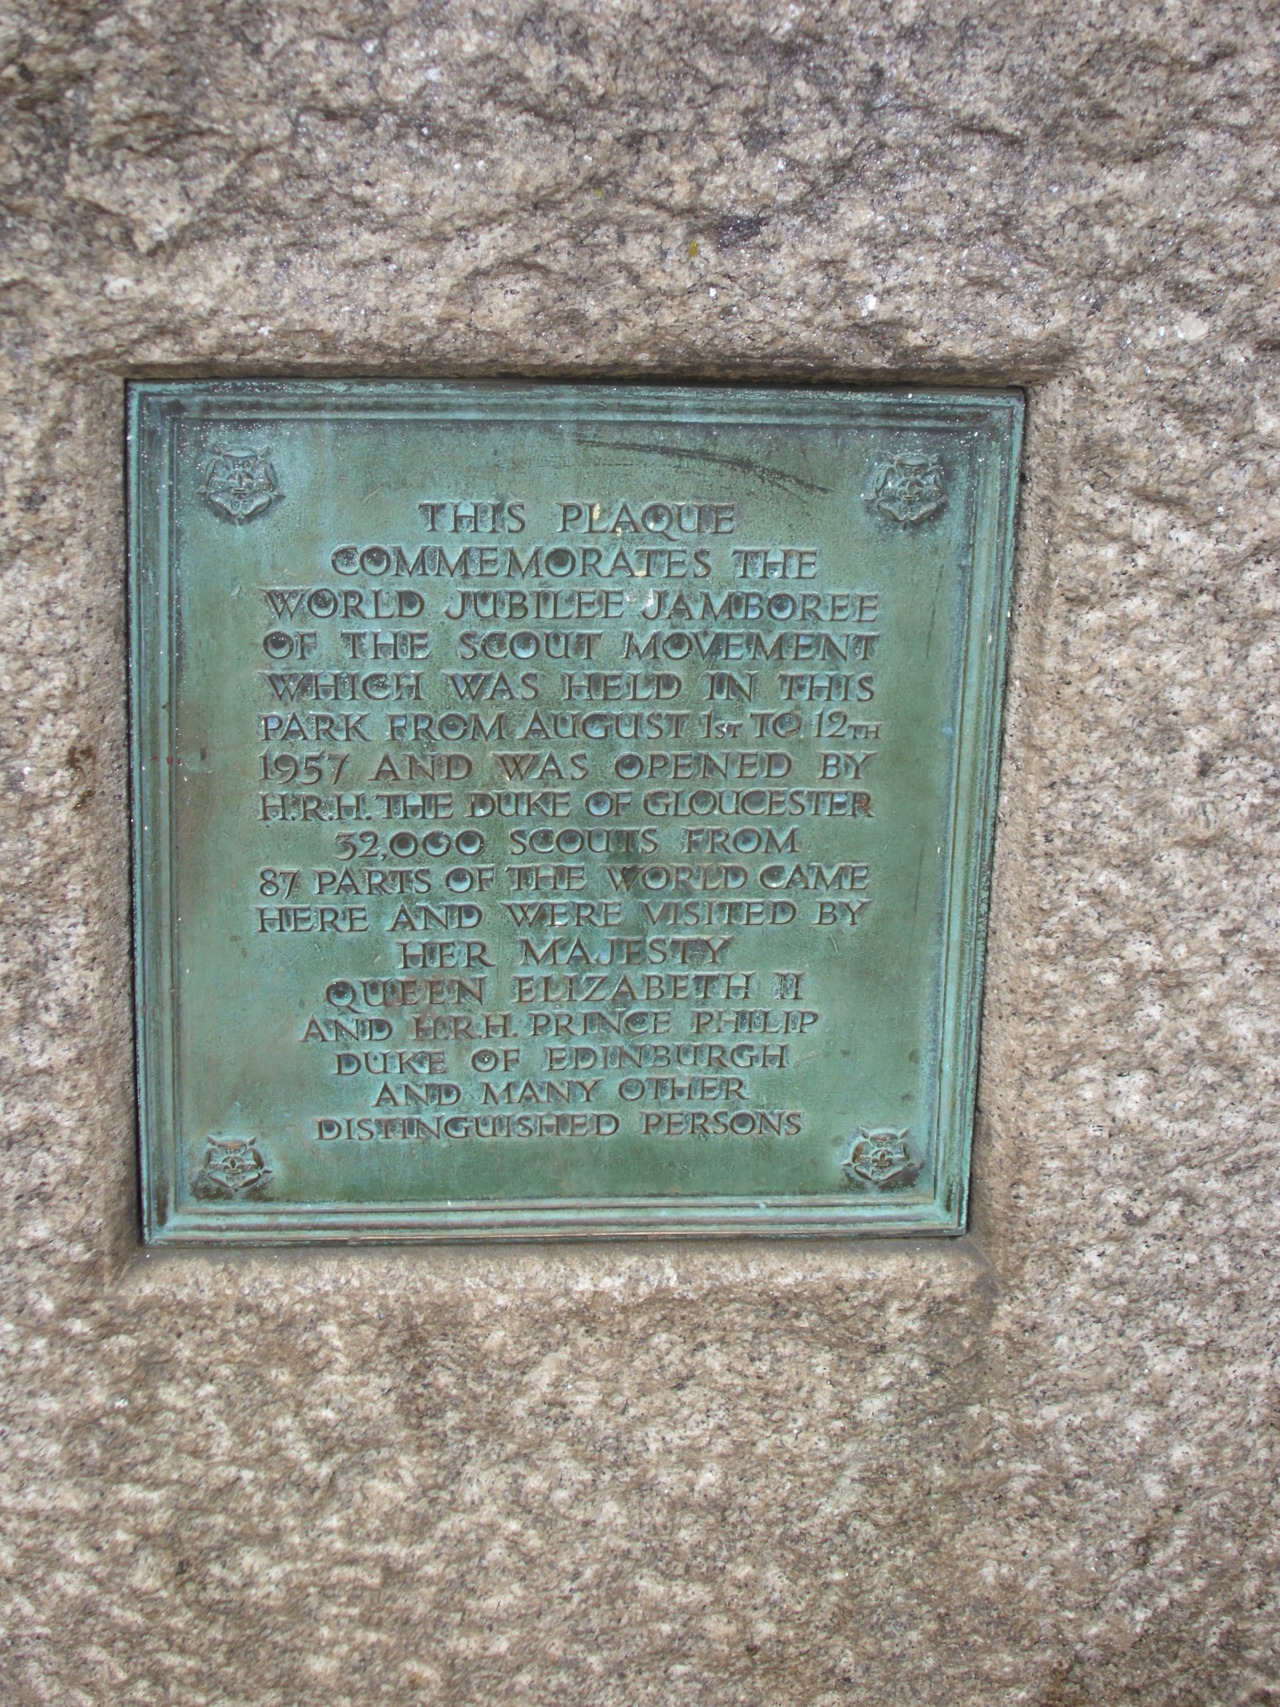 THIS PLAQUE
COMMEMORATES THE
WORLD JUBILEE JAMBOREE
OF THE SCOUT MOVEMENT
WHICH WAS HELD IN THIS
PARK FROM AUGUST 1ST TO 12TH
1957 AND WAS OPENED BY
H.R.H. THE DUKE OF GLOUCESTER
32,000 SCOUTS FROM
87 PARTS OF THE WORLD CAME
HERE AND WERE VISITED BY
HER MAJESTY
QUEEN ELIZABETH II
AND H.R.H. PRINCE PHILIP
DUKE OF EDINBURGH
AND MANY OTHER
DISTINGUISHED PERSONS